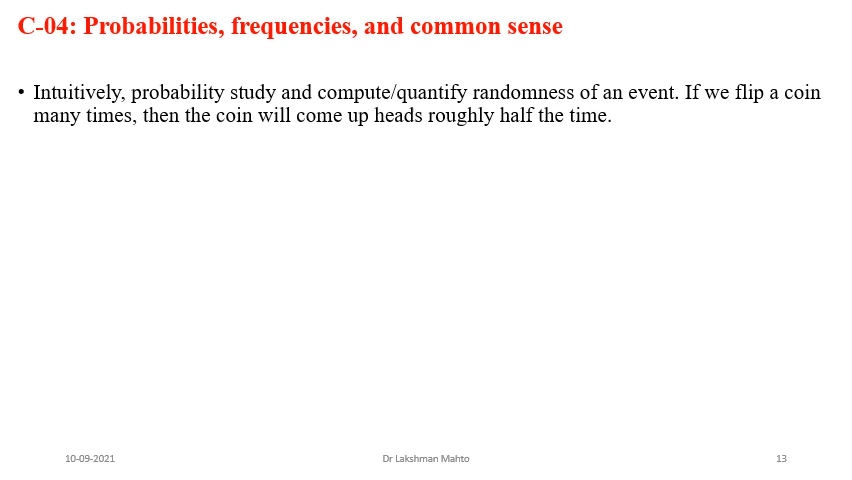 C-04: Probabilities, frequencies, and common sense
• Intuitively, probability study and compute/quantify randomness of an event. If we flip a coin
many times, then the coin will come up heads roughly half the time.
10-09-2021
Dr Lakshman Mahto
13